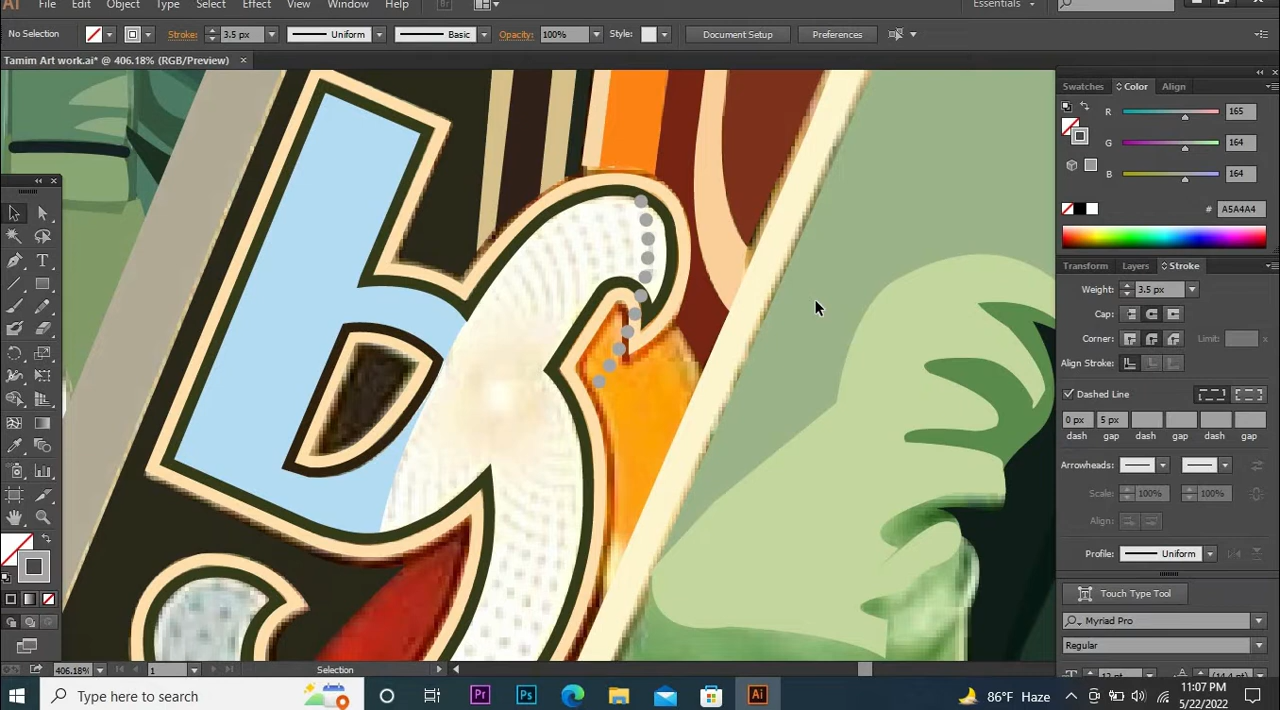 File Edit Object Type Select Effect View Window Help Br Essentials
No Selection Stroke: 3.5 px Uniform Basic Opacity: 100% Style: Document Setup Preferences
Tamim Art work.ai* @ 406.18% (RGB/Preview) ×
Swatches Color Align
R 165
G 164
B 164
# A5A4A4
Transform Layers Stroke
Weight: 3.5 px
Cap:
Corner: Limit: x
Align Stroke:
Dashed Line
0 px 5 px
dash gap dash gap dash gap
Arrowheads:
Scale: 100% 100%
Align:
Profile: Uniform
Touch Type Tool
Myriad Pro
Regular
406.18% 1 Selection
Type here to search Pr Ps Ai 86°F Haze 11:07 PM
5/22/2022